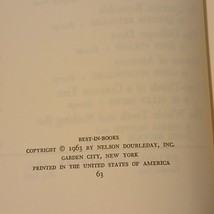 BEST-IN-BOOKS
COPYRIGHT © 1963 BY NELSON DOUBLEDAY, INC.
GARDEN CITY, NEW YORK
PRINTED IN THE UNITED STATES OF AMERICA
63